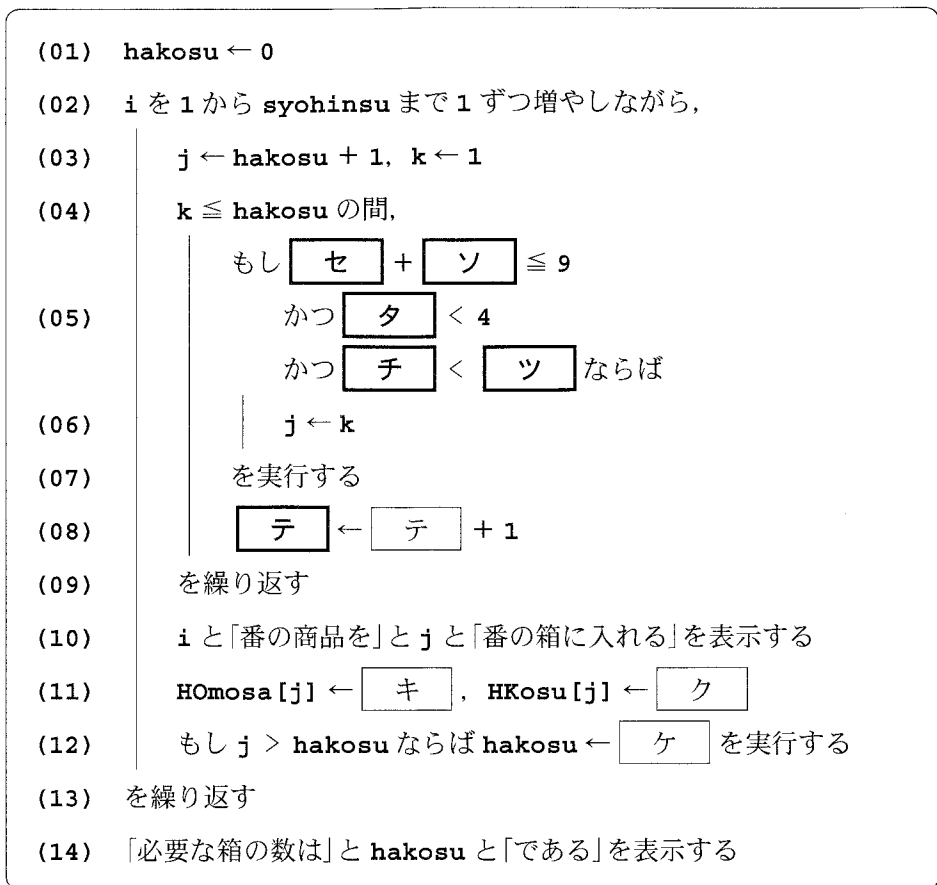 (01) hakosu ← 0
(02) i を 1 から syohinsu まで 1 ずつ増やしながら，
(03) j ← hakosu + 1, k ← 1
(04) k ≦ hakosu の間，
もし セ + ソ ≦ 9
(05) かつ タ < 4
かつ チ < ツ ならば
(06) j ← k
(07) を実行する
(08) テ ← テ + 1
(09) を繰り返す
(10) i と「番の商品を」と j と「番の箱に入れる」を表示する
(11) HOmosa[j] ← キ , HKosu[j] ← ク
(12) もし j > hakosu ならば hakosu ← ケ を実行する
(13) を繰り返す
(14) 「必要な箱の数は」と hakosu と「である」を表示する